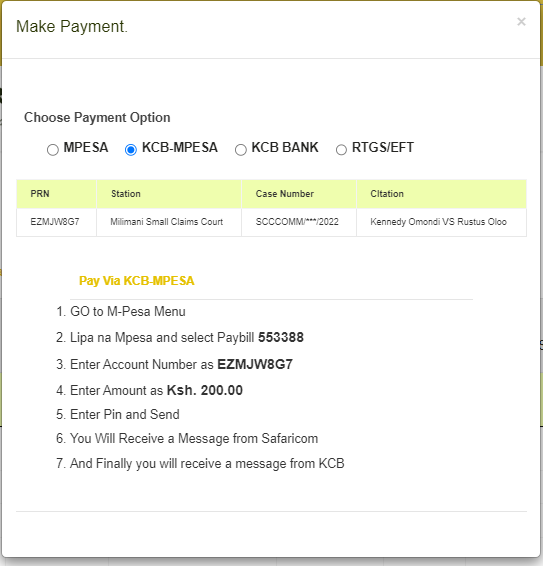 Make Payment.
×
Choose Payment Option
MPESA KCB-MPESA KCB BANK RTGS/EFT
PRN Station Case Number CItation
EZMJW8G7 Milimani Small Claims Court SCCCOMM/***/2022 Kennedy Omondi VS Rustus Oloo
Pay Via KCB-MPESA
1. GO to M-Pesa Menu
2. Lipa na Mpesa and select Paybill 553388
3. Enter Account Number as EZMJW8G7
4. Enter Amount as Ksh. 200.00
5. Enter Pin and Send
6. You Will Receive a Message from Safaricom
7. And Finally you will receive a message from KCB